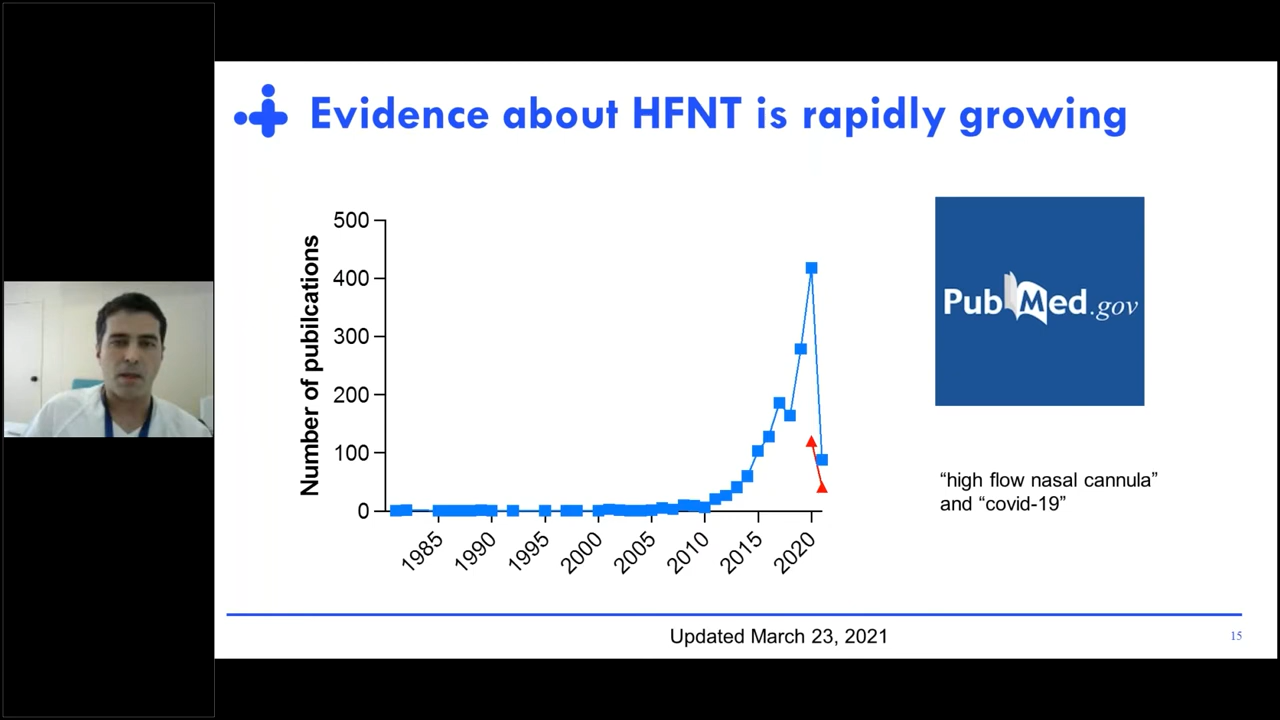 Evidence about HFNT is rapidly growing
Number of pubilcations
500
400
300
200
100
0
1985
1990
1995
2000
2005
2010
2015
2020
PubMed.gov
“high flow nasal cannula”
and “covid-19”
Updated March 23, 2021
15